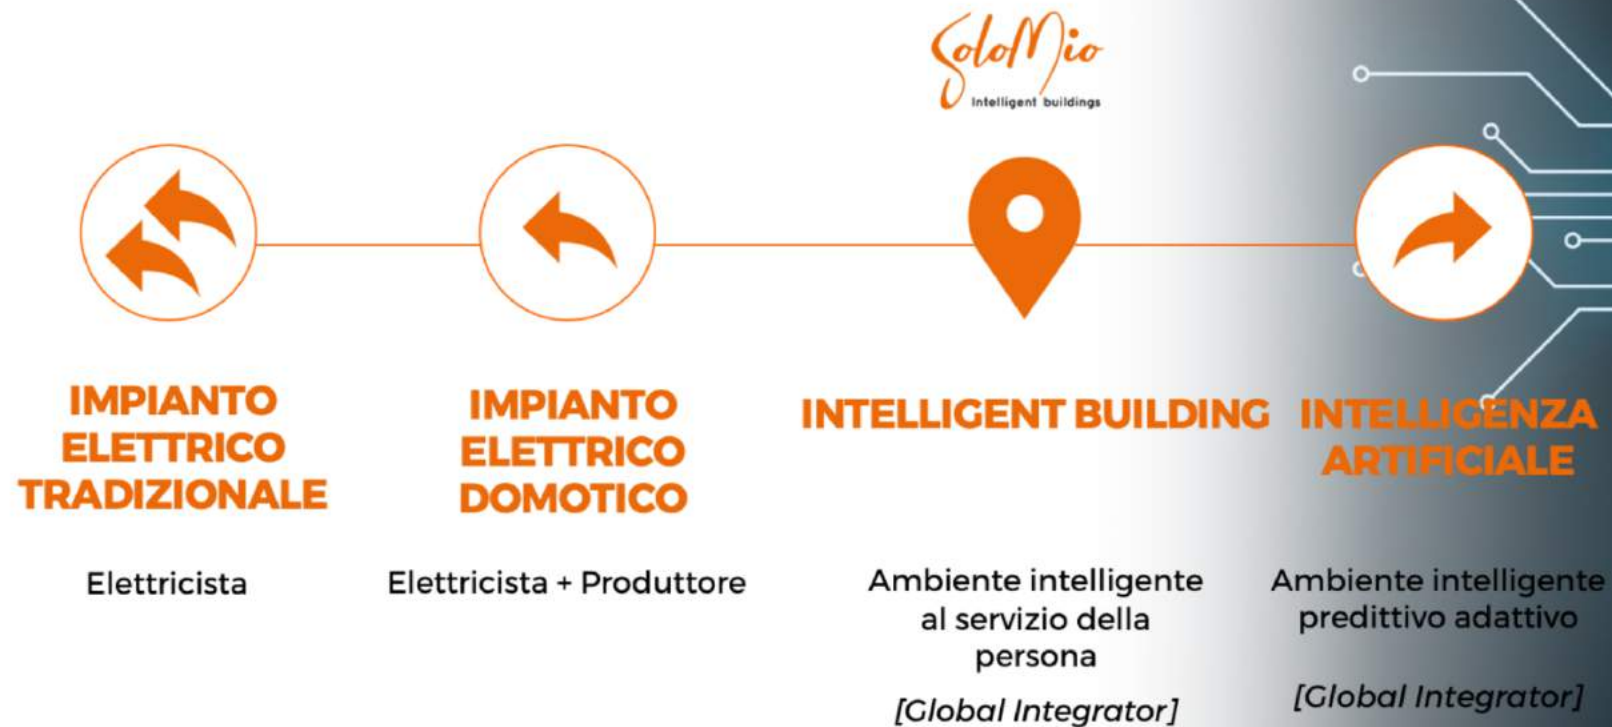 SoloMio
Intelligent buildings
IMPIANTO
ELETTRICO
TRADIZIONALE
Elettricista
IMPIANTO
ELETTRICO
DOMOTICO
Elettricista + Produttore
INTELLIGENT BUILDING
Ambiente intelligente
al servizio della
persona
[Global Integrator]
INTELLIGENZA
ARTIFICIALE
Ambiente intelligente
predittivo adattivo
[Global Integrator]